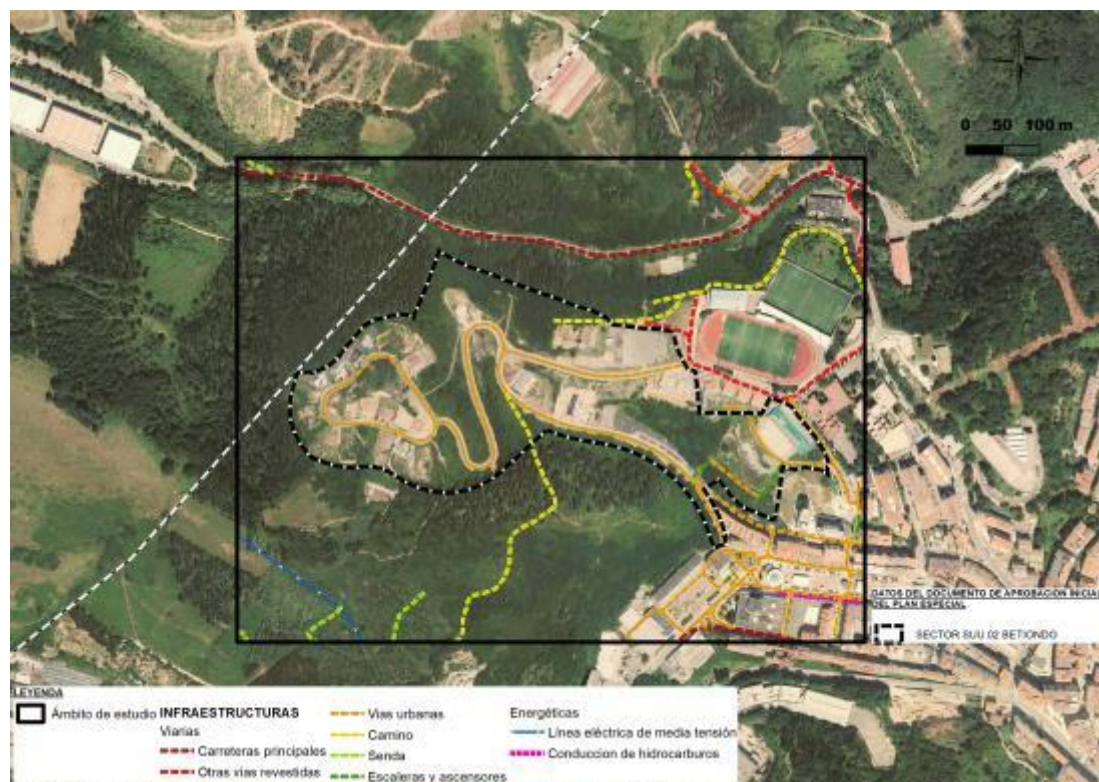 0 50 100 m
DATOS DEL DOCUMENTO DE APROBACIÓN INICIAL
DEL PLAN ESPECIAL
SECTOR SUU.02 BETIONDO
LEYENDA
Ámbito de estudio
INFRAESTRUCTURAS
Viarias
Carreteras principales
Otras vias revestidas
Vias urbanas
Camino
Senda
Escaleras y ascensores
Energéticas
Línea eléctrica de media tensión
Conduccion de hidrocarburos